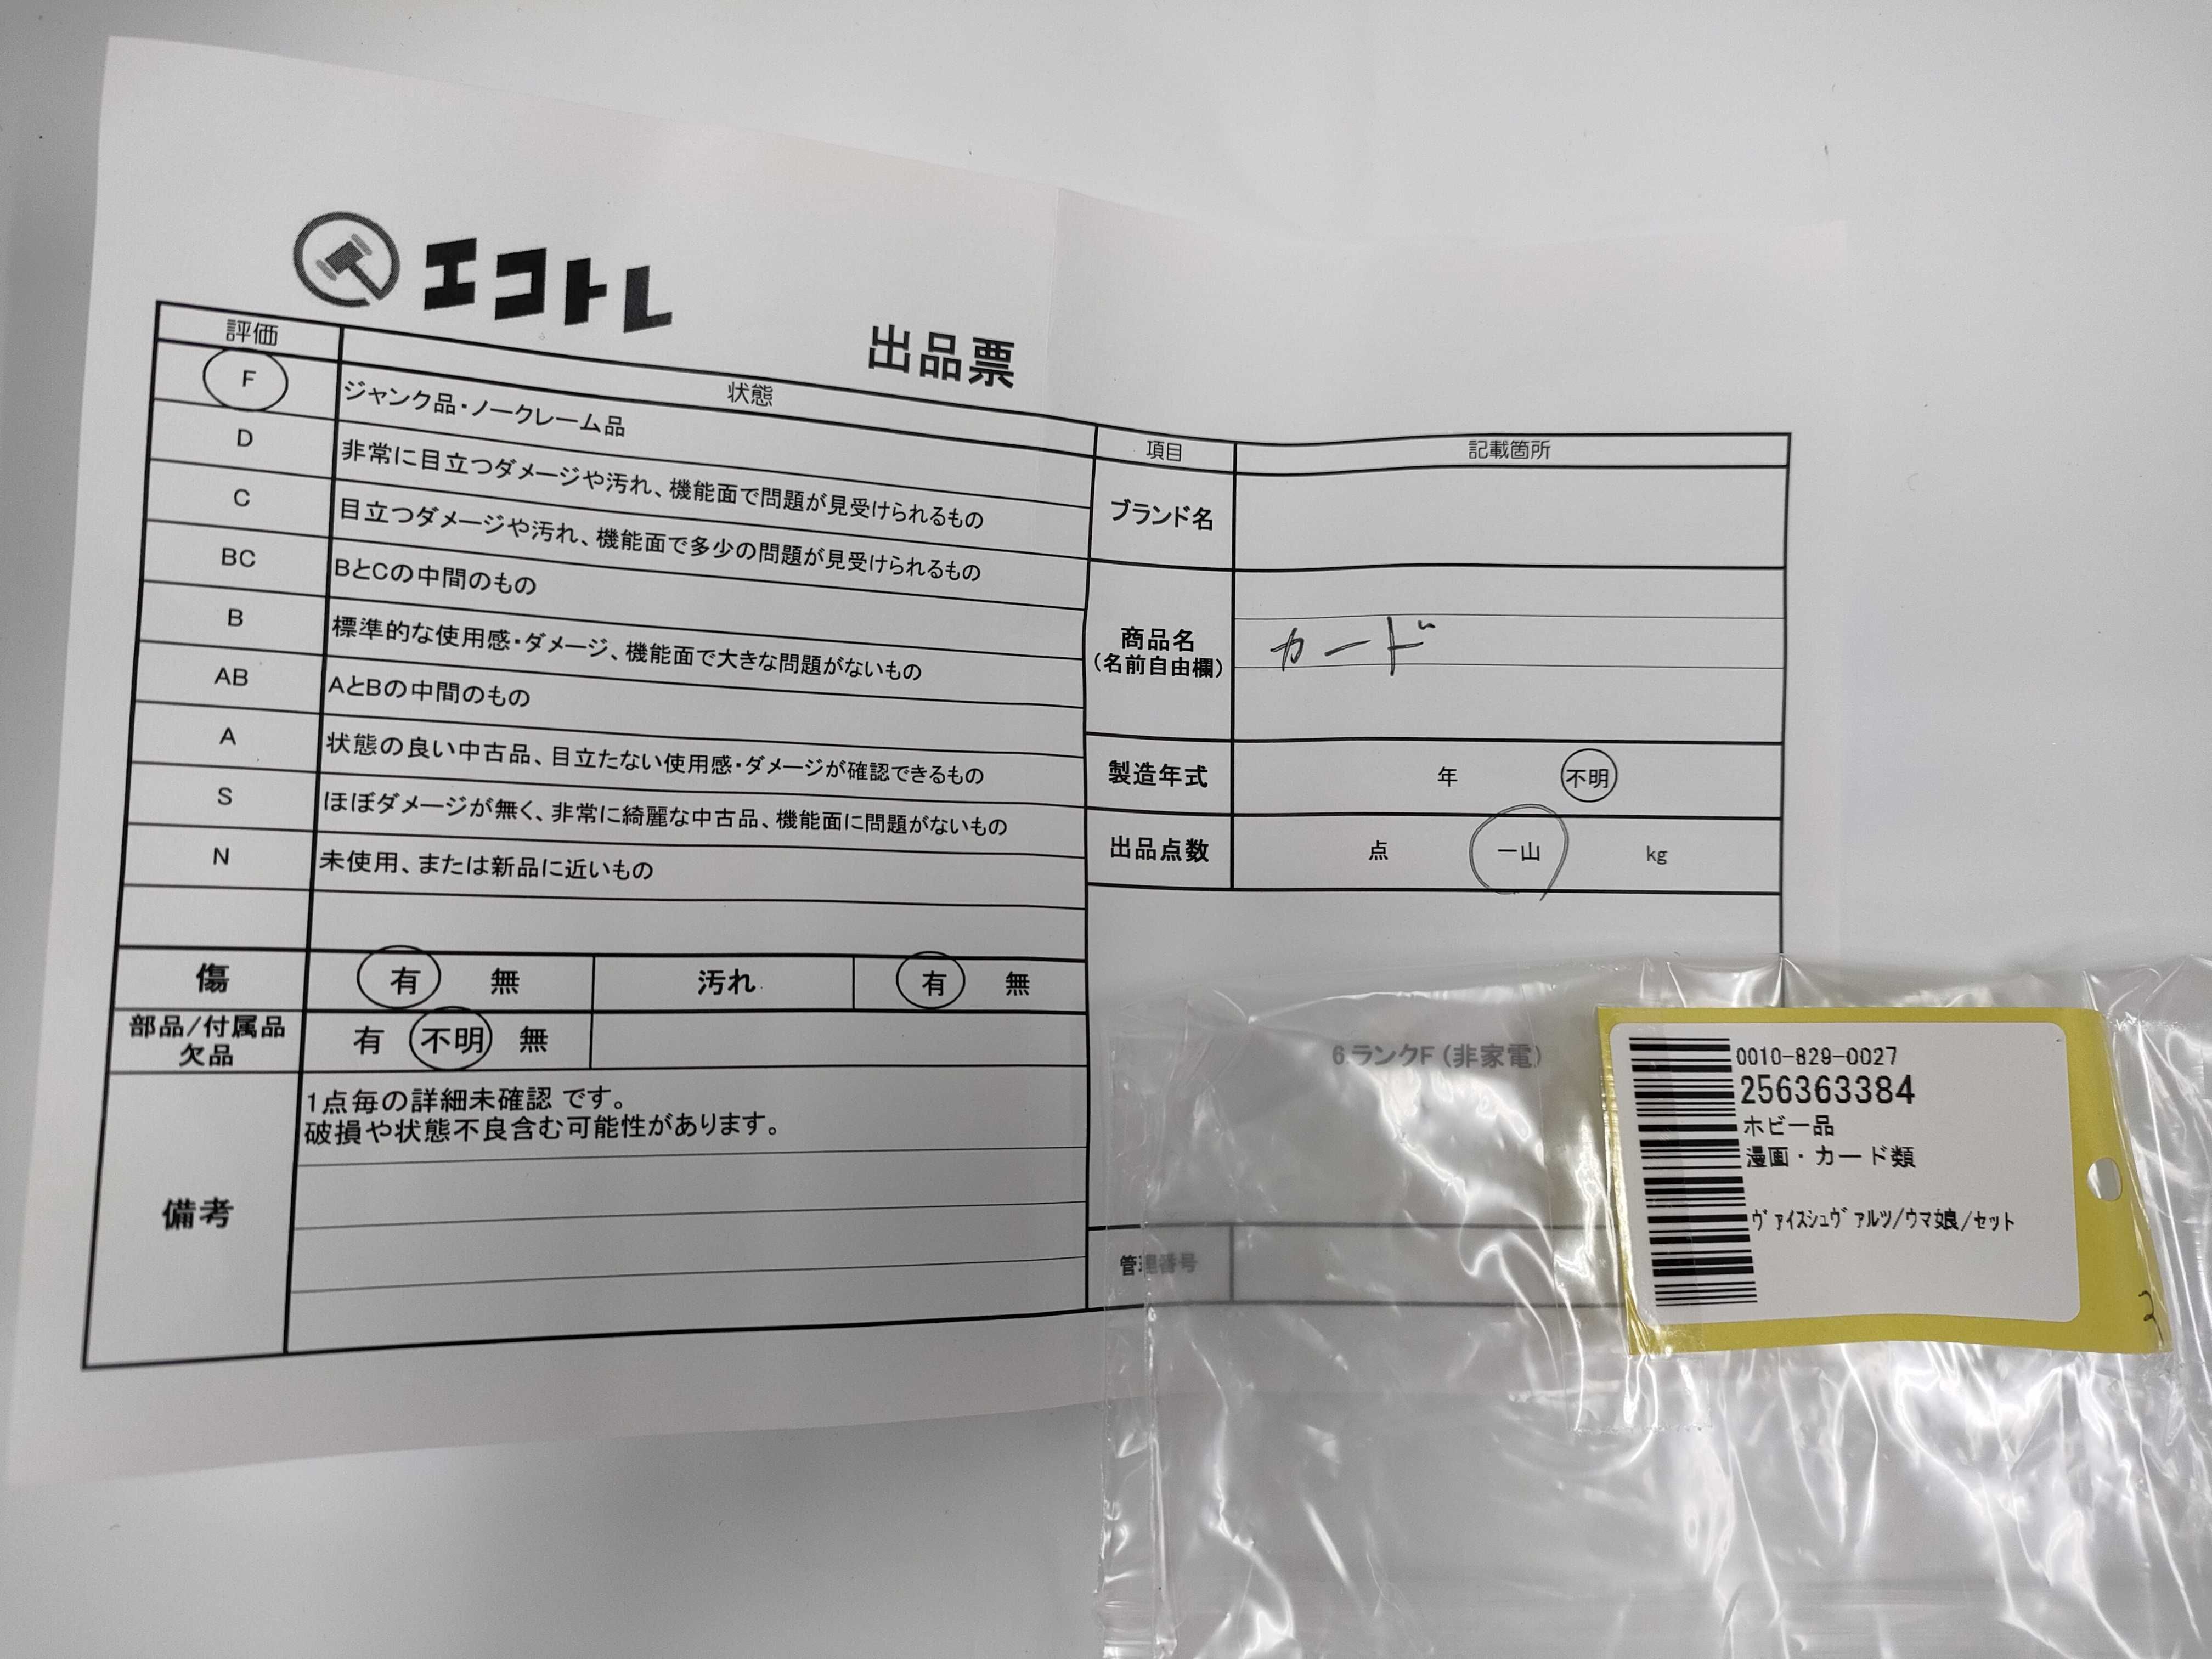 エコトレ
出品票
評価 状態
F ジャンク品・ノークレーム品
D 非常に目立つダメージや汚れ、機能面で問題が見受けられるもの
C 目立つダメージや汚れ、機能面で多少の問題が見受けられるもの
BC BとCの中間のもの
B 標準的な使用感・ダメージ、機能面で大きな問題がないもの
AB AとBの中間のもの
A 状態の良い中古品、目立たない使用感・ダメージが確認できるもの
S ほぼダメージが無く、非常に綺麗な中古品、機能面に問題がないもの
N 未使用、または新品に近いもの
傷 有 無 汚れ 有 無
部品/付属品 欠品 有 不明 無
備考
1点毎の詳細未確認 です。
破損や状態不良含む可能性があります。
項目 記載箇所
ブランド名
商品名
(名前自由欄)
カード
製造年式 年 不明
出品点数 点 一山 kg
6.ランクF(非家電)
管理番号
0010-829-0027
256363384
ホビー品
漫画・カード類
ヴァイスシュヴァルツ/ウマ娘/セット
2